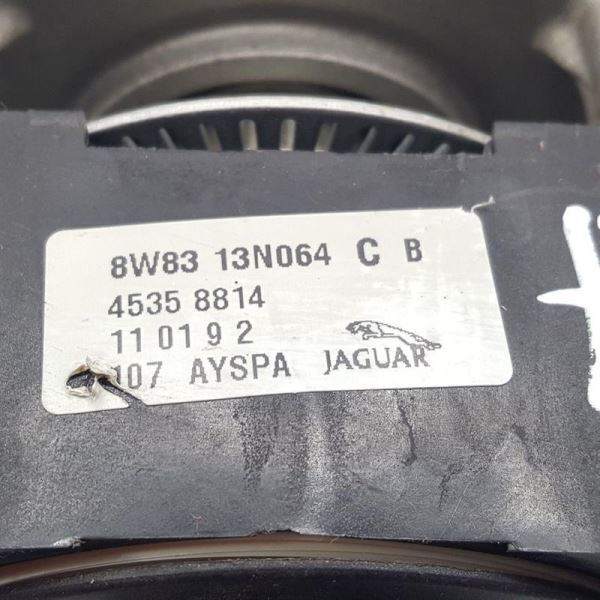 8W83 13N064 C B
4535 8814
11 01 9 2
107 AYSPA JAGUAR